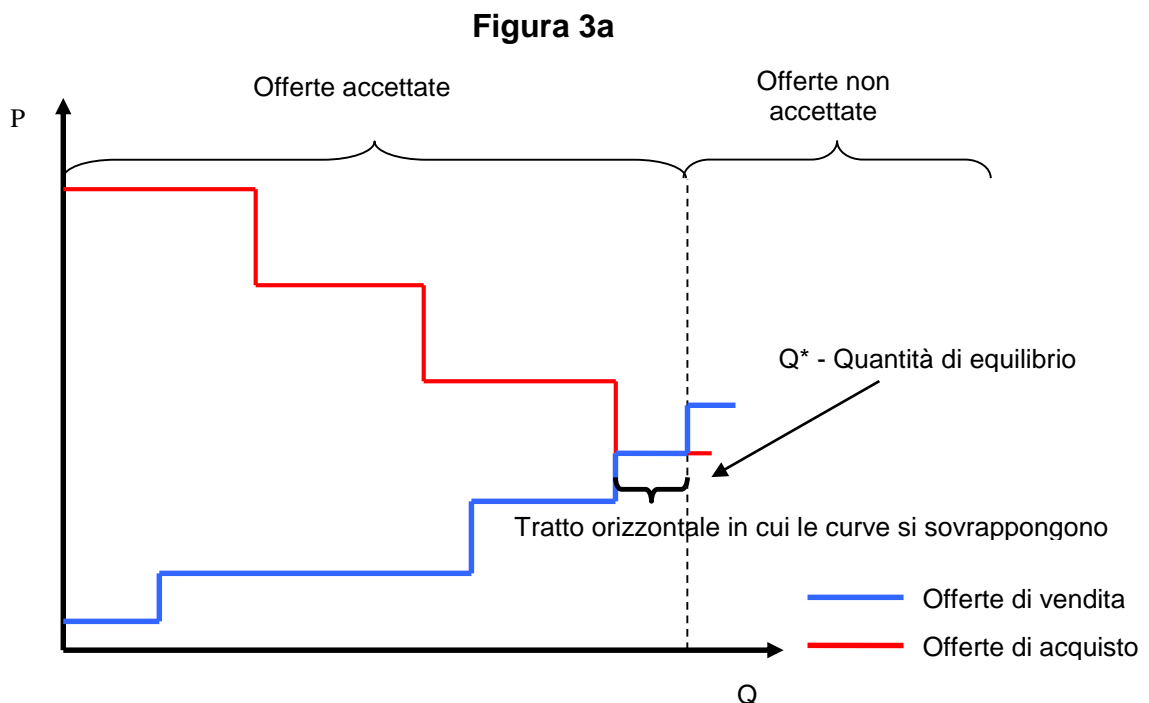 Figura 3a
Offerte accettate
Offerte non
accettate
P
Q* - Quantità di equilibrio
Tratto orizzontale in cui le curve si sovrappongono
Offerte di vendita
Offerte di acquisto
Q